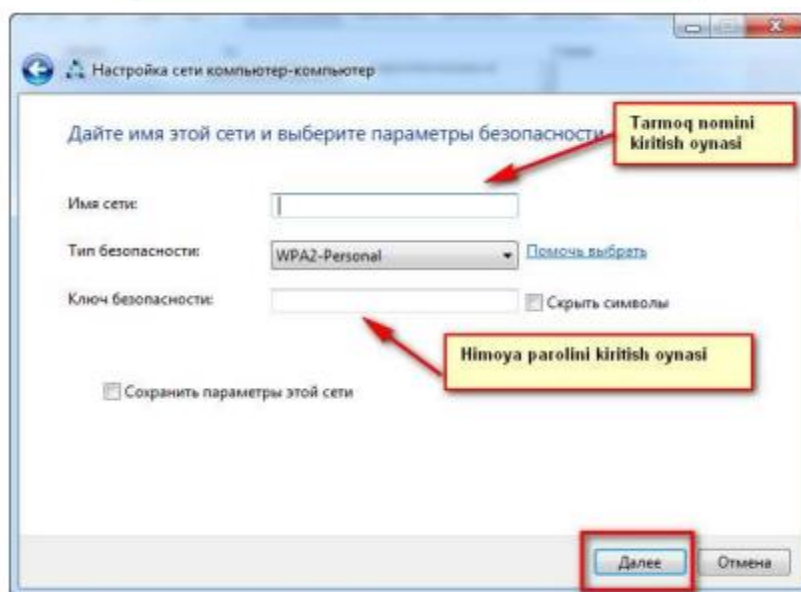 Настройка сети компьютер-компьютер
Дайте имя этой сети и выберите параметры безопасности
Tarmoq nomini
kiritish oynasi
Имя сети:
Тип безопасности:
WPA2-Personal
Помочь выбрать
Ключ безопасности:
Скрыть символы
Himoya parolini kiritish oynasi
Сохранить параметры этой сети
Далее
Отмена